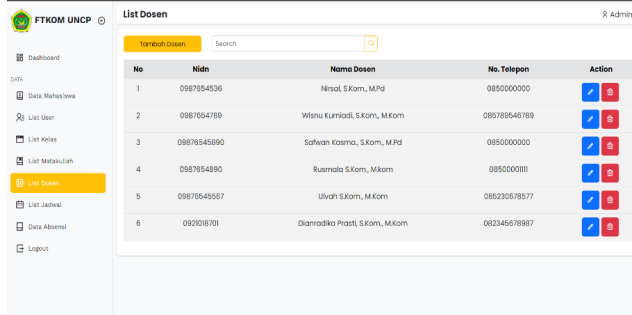 FTKOM UNCP
List Dosen
Admin
Dashboard
DATA
Data Mahasiswa
List User
List Kelas
List Matakuliah
List Dosen
List Jadwal
Data Absensi
Logout
Tambah Dosen
Search
No Nidn Nama Dosen No. Telepon Action
1 0987654536 Nirsal, S.Kom., M.Pd 0850000000
2 0987654789 Wisnu Kurniadi, S.Kom., M.Kom 085789546789
3 09876545890 Safwan Kasma., S.Kom., M.Pd 0850000000
4 0987654890 Rusmala S.Kom., M.kom 08500001111
5 09876545567 Ulvah S.Kom., M.Kom 085230678577
6 0921018701 Dianradika Prasti, S.Kom., M.Kom 082345678987